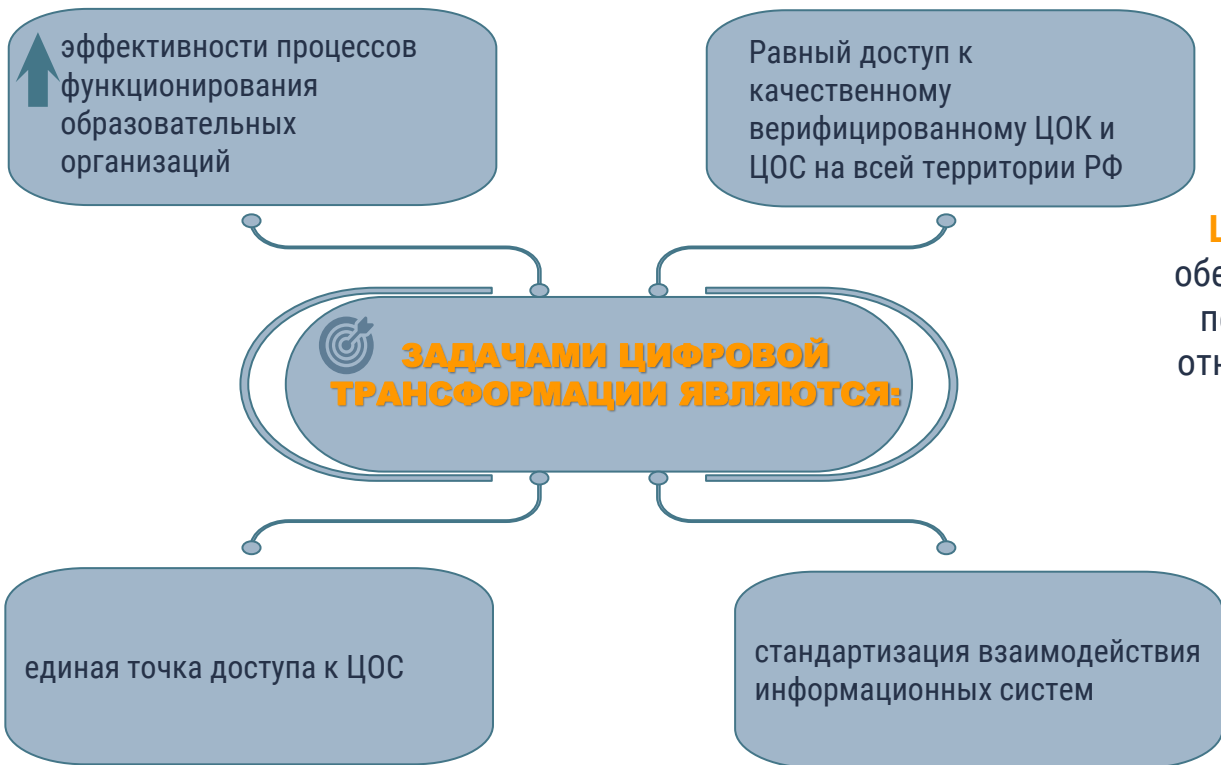 эффективности процессов
функционирования
образовательных
организаций
Равный доступ к
качественному
верифицированному ЦОК и
ЦОС на всей территории РФ
ЗАДАЧАМИ ЦИФРОВОЙ
ТРАНСФОРМАЦИИ ЯВЛЯЮТСЯ:
единая точка доступа к ЦОС
стандартизация взаимодействия
информационных систем